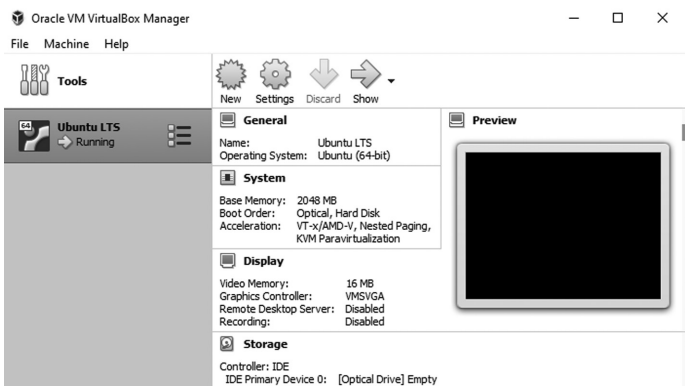 Oracle VM VirtualBox Manager
File Machine Help
Tools
New Settings Discard Show
64
Ubuntu LTS
Running
General
Name: Ubuntu LTS
Operating System: Ubuntu (64-bit)
System
Base Memory: 2048 MB
Boot Order: Optical, Hard Disk
Acceleration: VT-x/AMD-V, Nested Paging,
KVM Paravirtualization
Display
Video Memory: 16 MB
Graphics Controller: VMSVGA
Remote Desktop Server: Disabled
Recording: Disabled
Storage
Controller: IDE
IDE Primary Device 0: [Optical Drive] Empty
Preview